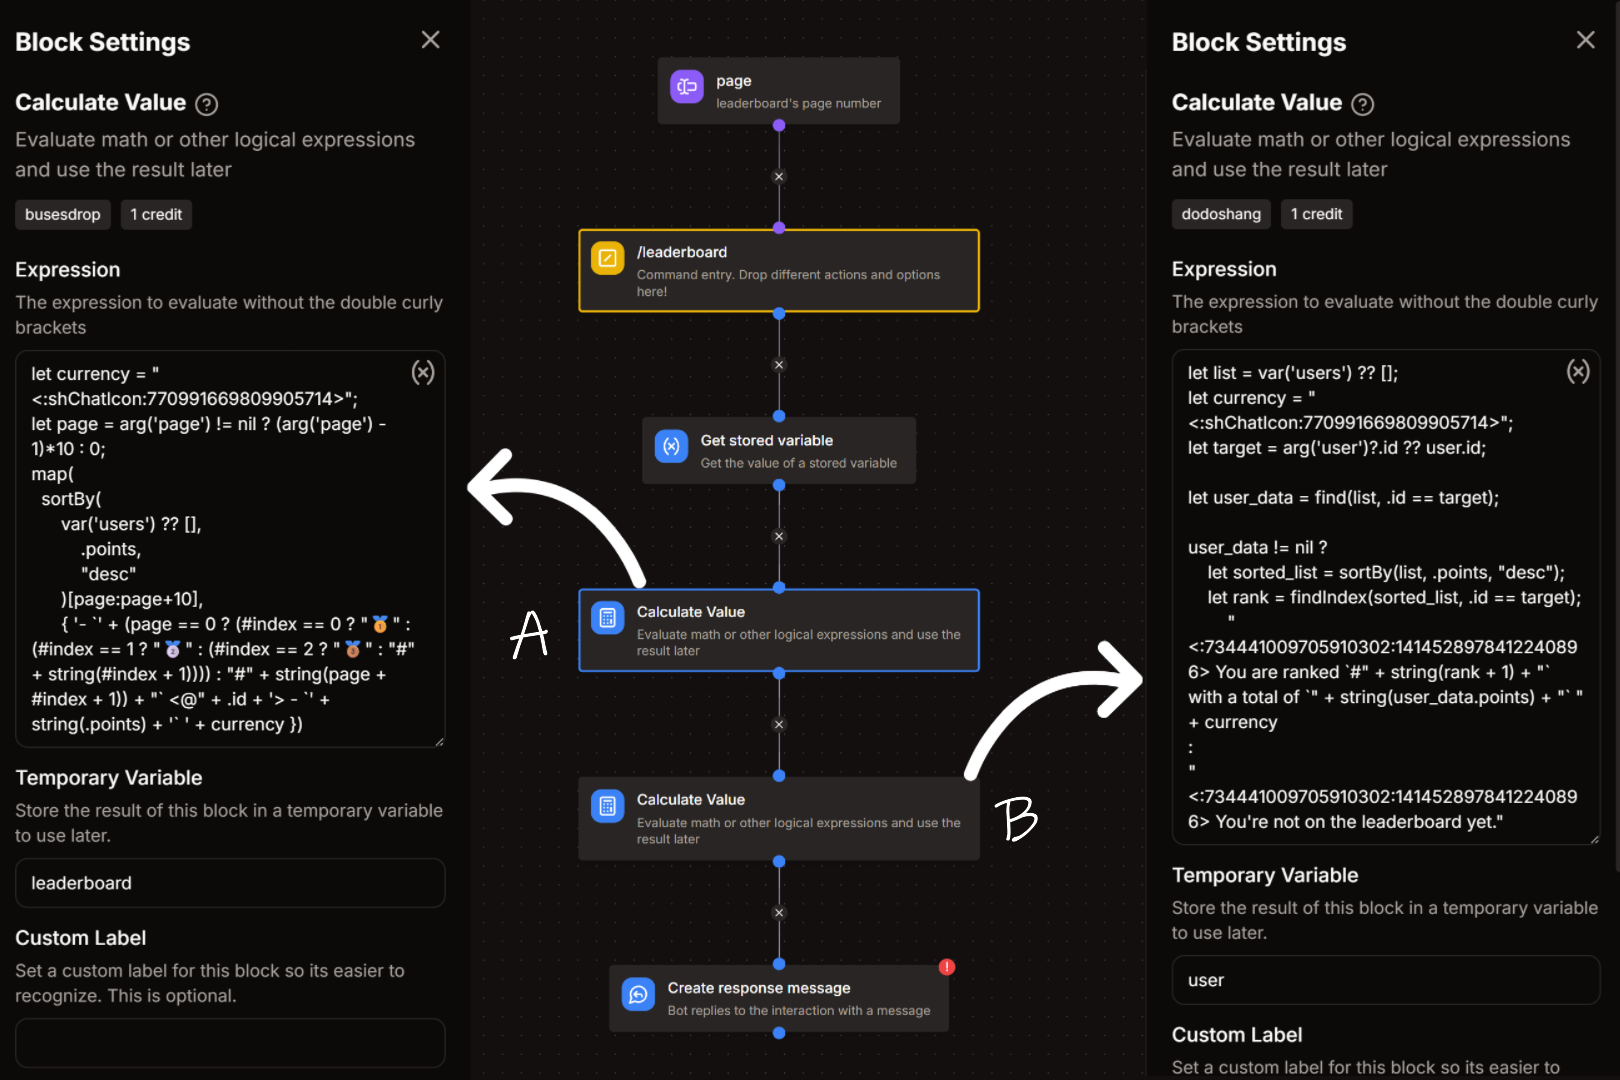 Block Settings
Calculate Value ?
Evaluate math or other logical expressions
and use the result later
busesdrop
1 credit
Expression
The expression to evaluate without the double curly
brackets
let currency = "
<:shChatIcon:770991669809905714>";
let page = arg('page') != nil ? (arg('page') -
1)*10 : 0;
map(
sortBy(
var('users') ?? [],
.points,
"desc"
)[page:page+10],
{ '- `' + (page == 0 ? (#index == 0 ? "🥇" :
(#index == 1 ? "🥈" : (#index == 2 ? "🥉" : "#"
+ string(#index + 1)))) : "#" + string(page +
#index + 1)) + "` <@" + .id + '> - `' +
string(.points) + '` ' + currency })
Temporary Variable
Store the result of this block in a temporary variable
to use later.
leaderboard
Custom Label
Set a custom label for this block so its easier to
recognize. This is optional.
page
leaderboard's page number
/leaderboard
Command entry. Drop different actions and options
here!
Get stored variable
Get the value of a stored variable
A
Calculate Value
Evaluate math or other logical expressions and use the
result later
Calculate Value
Evaluate math or other logical expressions and use the
result later
B
Create response message
Bot replies to the interaction with a message
Block Settings
Calculate Value ?
Evaluate math or other logical expressions
and use the result later
dodoshang
1 credit
Expression
The expression to evaluate without the double curly
brackets
let list = var('users') ?? [];
let currency = "
<:shChatIcon:770991669809905714>";
let target = arg('user')?.id ?? user.id;
let user_data = find(list, .id == target);
user_data != nil ?
let sorted_list = sortBy(list, .points, "desc");
let rank = findIndex(sorted_list, .id == target);
"
<:734441009705910302:141452897841224089
6> You are ranked `#" + string(rank + 1) + "`
with a total of `" + string(user_data.points) + "` "
+ currency
:
"
<:734441009705910302:141452897841224089
6> You're not on the leaderboard yet."
Temporary Variable
Store the result of this block in a temporary variable
to use later.
user
Custom Label
Set a custom label for this block so its easier to